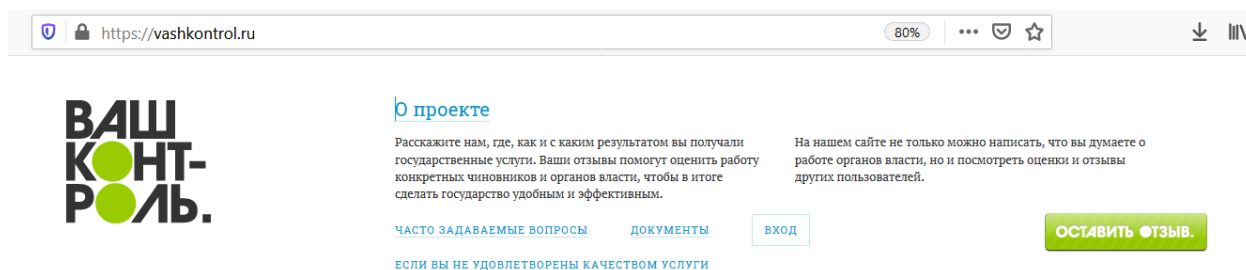 https://vashkontrol.ru
80%
ВАШ
КОНТ-
РОЛЬ.
О проекте
Расскажите нам, где, как и с каким результатом вы получали
государственные услуги. Ваши отзывы помогут оценить работу
конкретных чиновников и органов власти, чтобы в итоге
сделать государство удобным и эффективным.
На нашем сайте не только можно написать, что вы думаете о
работе органов власти, но и посмотреть оценки и отзывы
других пользователей.
ЧАСТО ЗАДАВАЕМЫЕ ВОПРОСЫ
ДОКУМЕНТЫ
ВХОД
ОСТАВИТЬ ОТЗЫВ.
ЕСЛИ ВЫ НЕ УДОВЛЕТВОРЕНЫ КАЧЕСТВОМ УСЛУГИ